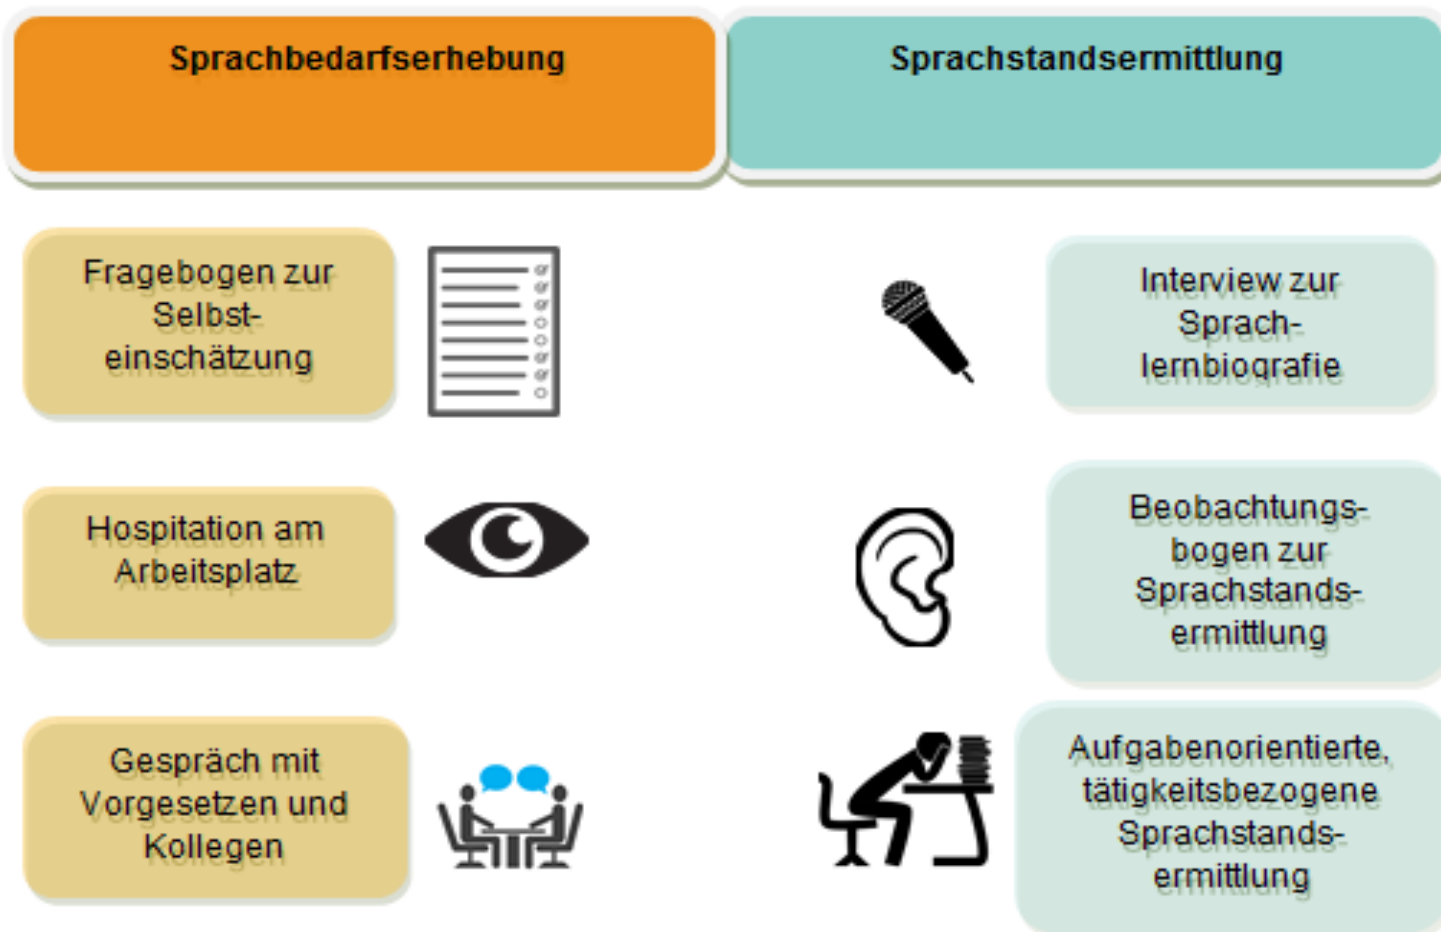 Sprachbedarfserhebung
Sprachstandsermittlung
Fragebogen zur
Selbst-
einschätzung
Interview zur
Sprach-
lernbiografie
Hospitation am
Arbeitsplatz
Beobachtungs-
bogen zur
Sprachstands-
ermittlung
Gespräch mit
Vorgesetzen und
Kollegen
Aufgabenorientierte,
tätigkeitsbezogene
Sprachstands-
ermittlung